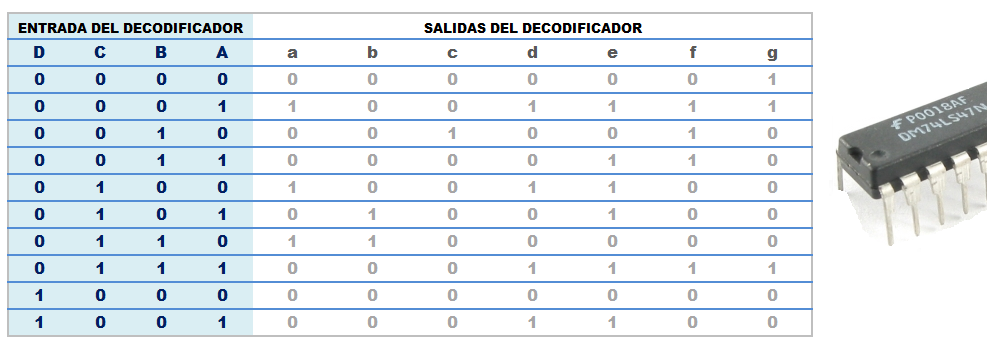 ENTRADA DEL DECODIFICADOR SALIDAS DEL DECODIFICADOR
D C B A a b c d e f g
0 0 0 0 0 0 0 0 0 0 1
0 0 0 1 1 0 0 1 1 1 1
0 0 1 0 0 0 1 0 0 1 0
0 0 1 1 0 0 0 0 1 1 0
0 1 0 0 1 0 0 1 1 0 0
0 1 0 1 0 1 0 0 1 0 0
0 1 1 0 1 1 0 0 0 0 0
0 1 1 1 0 0 0 1 1 1 1
1 0 0 0 0 0 0 0 0 0 0
1 0 0 1 0 0 0 1 1 0 0
P0018AF
DM74LS47N